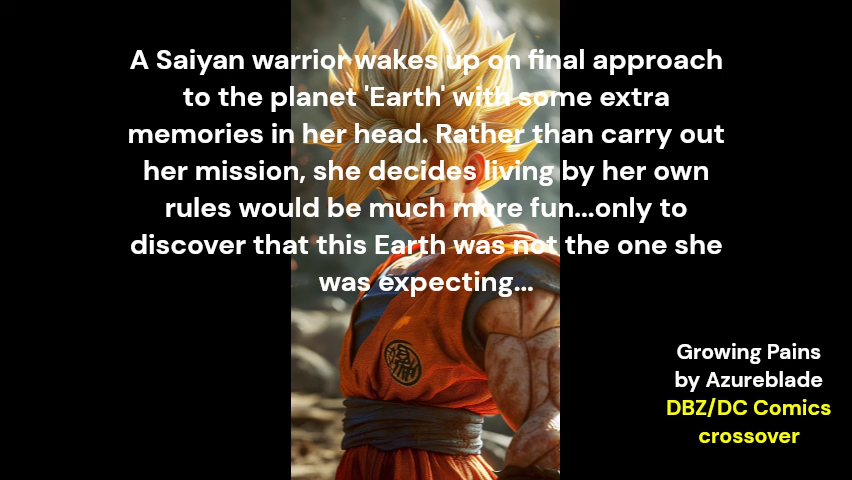 A Saiyan warrior wakes up on final approach
to the planet 'Earth' with some extra
memories in her head. Rather than carry out
her mission, she decides living by her own
rules would be much more fun...only to
discover that this Earth was not the one she
was expecting...
Growing Pains
by Azureblade
DBZ/DC Comics
crossover